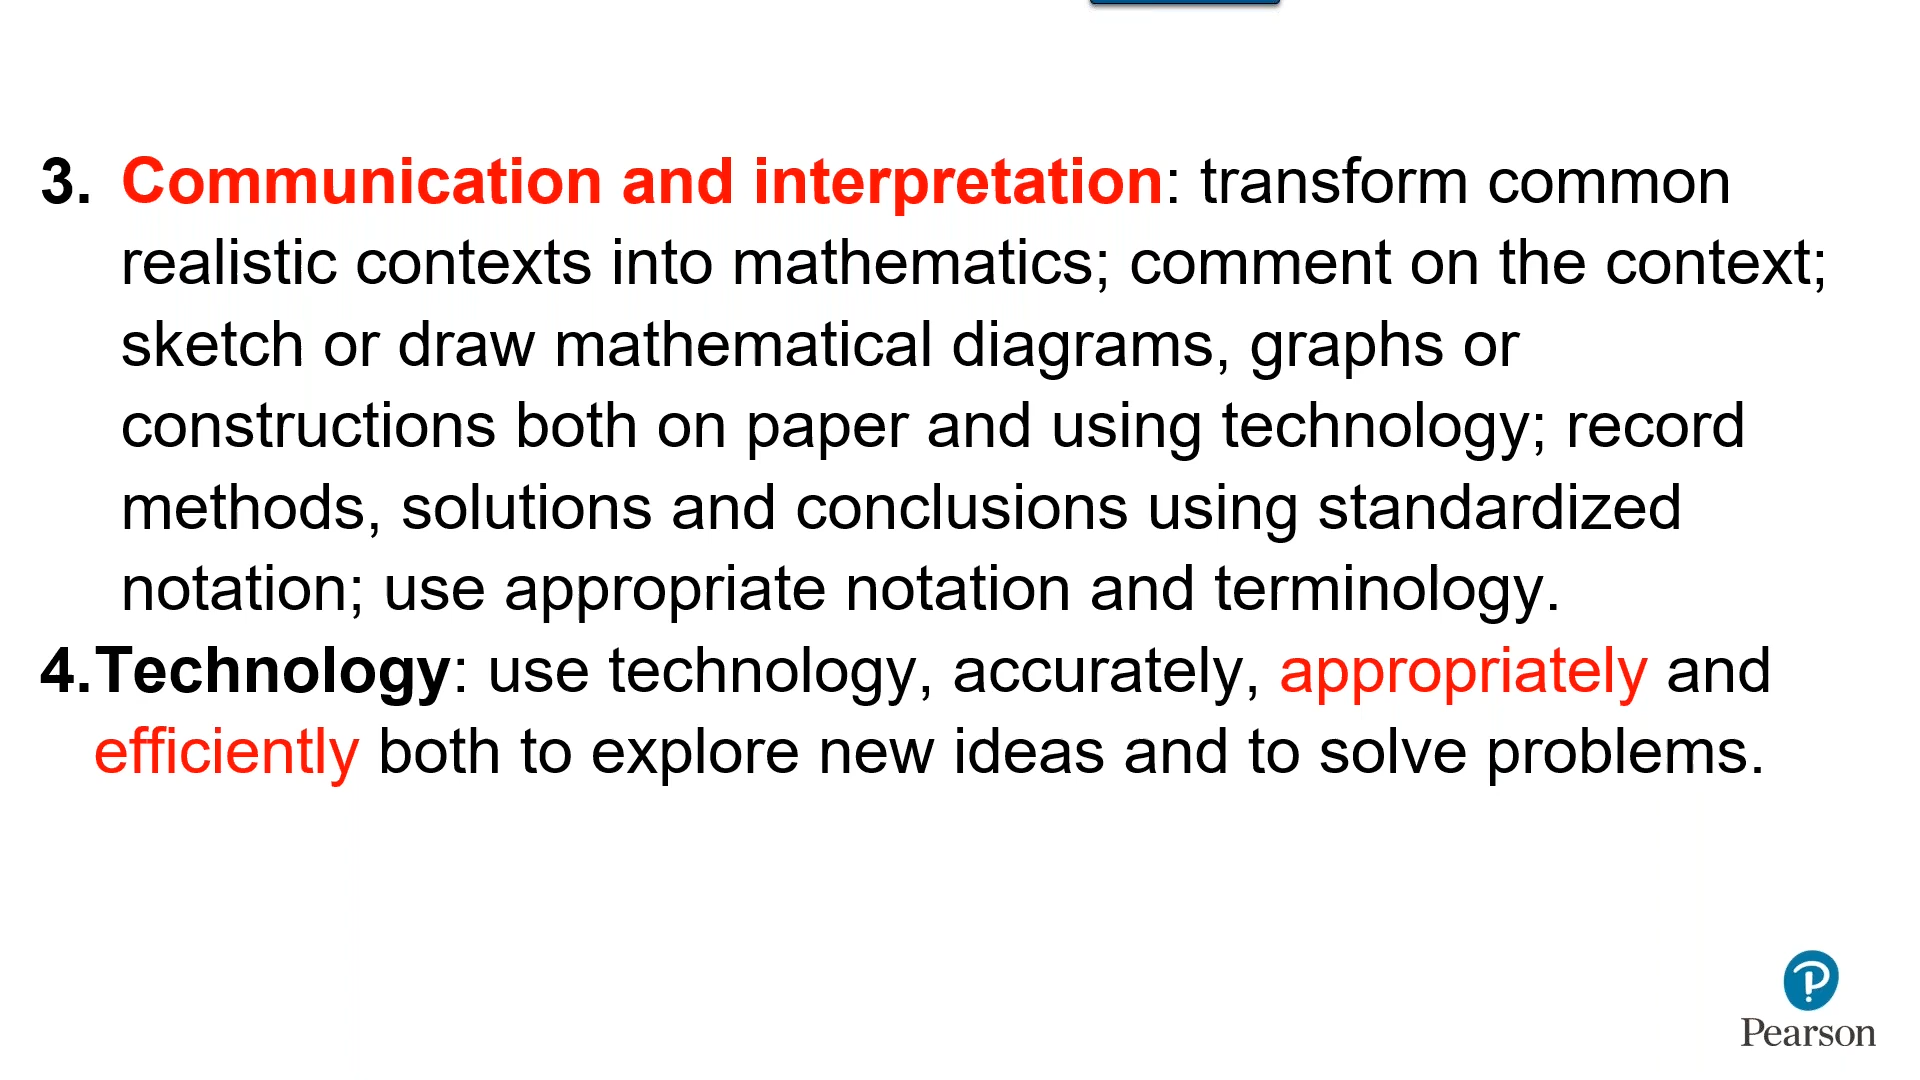 3. Communication and interpretation: transform common
realistic contexts into mathematics; comment on the context;
sketch or draw mathematical diagrams, graphs or
constructions both on paper and using technology; record
methods, solutions and conclusions using standardized
notation; use appropriate notation and terminology.
4.Technology: use technology, accurately, appropriately and
efficiently both to explore new ideas and to solve problems.
P
Pearson